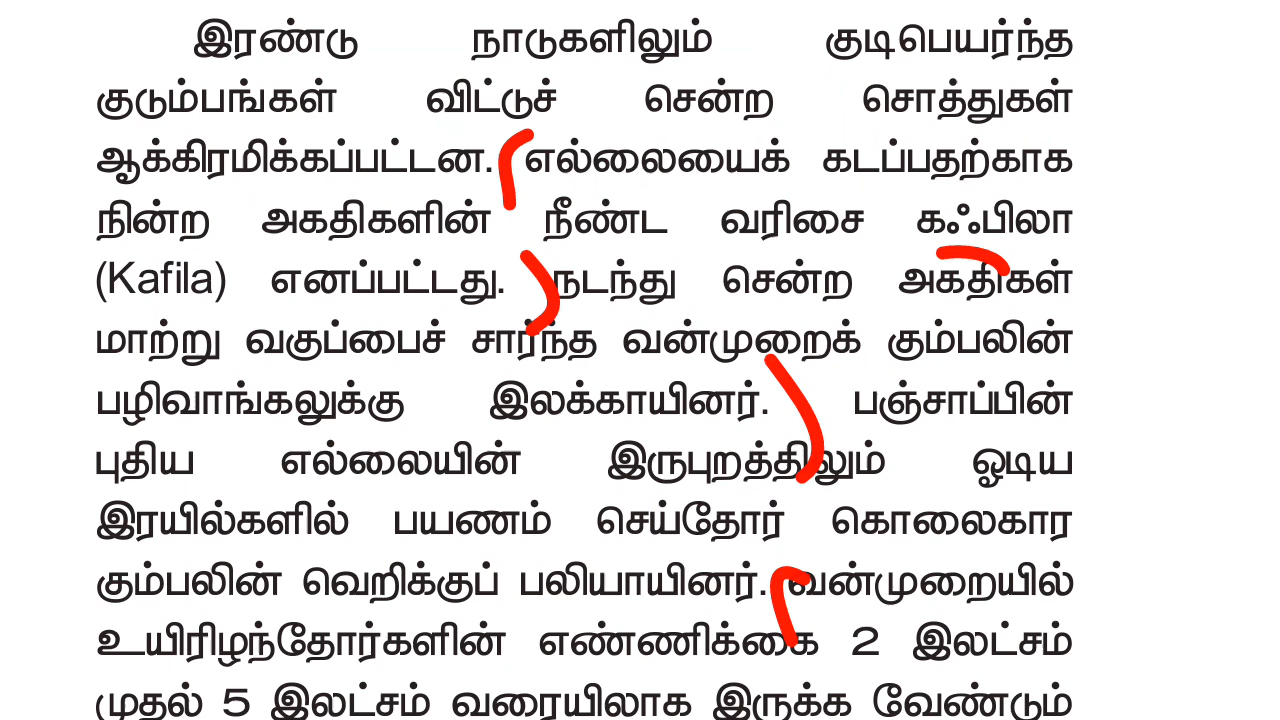 இரண்டு நாடுகளிலும் குடிபெயர்ந்த
குடும்பங்கள் விட்டுச் சென்ற சொத்துகள்
ஆக்கிரமிக்கப்பட்டன. எல்லையைக் கடப்பதற்காக
நின்ற அகதிகளின் நீண்ட வரிசை கஃபிலா
(Kafila) எனப்பட்டது. நடந்து சென்ற அகதிகள்
மாற்று வகுப்பைச் சார்ந்த வன்முறைக் கும்பலின்
பழிவாங்கலுக்கு இலக்காயினர். பஞ்சாப்பின்
புதிய எல்லையின் இருபுறத்திலும் ஓடிய
இரயில்களில் பயணம் செய்தோர் கொலைகார
கும்பலின் வெறிக்குப் பலியாயினர். வன்முறையில்
உயிரிழந்தோர்களின் எண்ணிக்கை 2 இலட்சம்
முதல் 5 இலட்சம் வரையிலாக இருக்க வேண்டும்